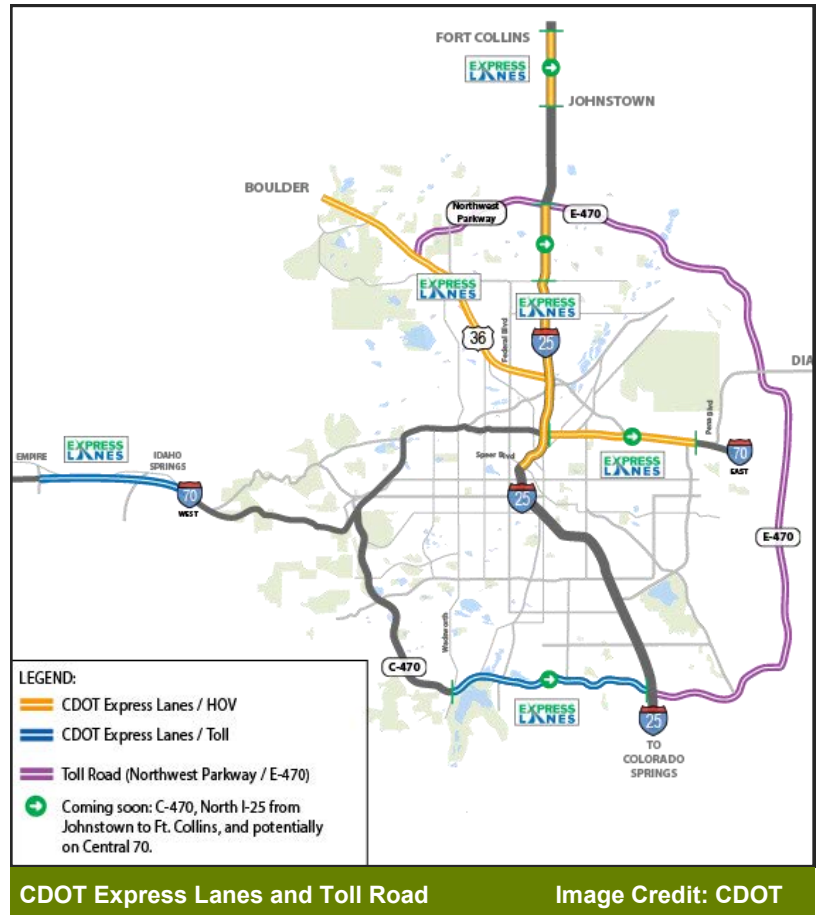 FORT COLLINS
EXPRESS
LANES
JOHNSTOWN
BOULDER
Northwest
Parkway
E-470
EXPRESS
LANES
EXPRESS
LANES
Federal Blvd
36
25
DIA
Pena Blvd
EXPRESS
LANES
EMPIRE
IDAHO
SPRINGS
70
WEST
Speer Blvd
EXPRESS
LANES
70
EAST
25
E-470
Wadsworth
C-470
EXPRESS
LANES
25
TO
COLORADO
SPRINGS
LEGEND:
CDOT Express Lanes / HOV
CDOT Express Lanes / Toll
Toll Road (Northwest Parkway / E-470)
Coming soon: C-470, North I-25 from
Johnstown to Ft. Collins, and potentially
on Central 70.
CDOT Express Lanes and Toll Road Image Credit: CDOT